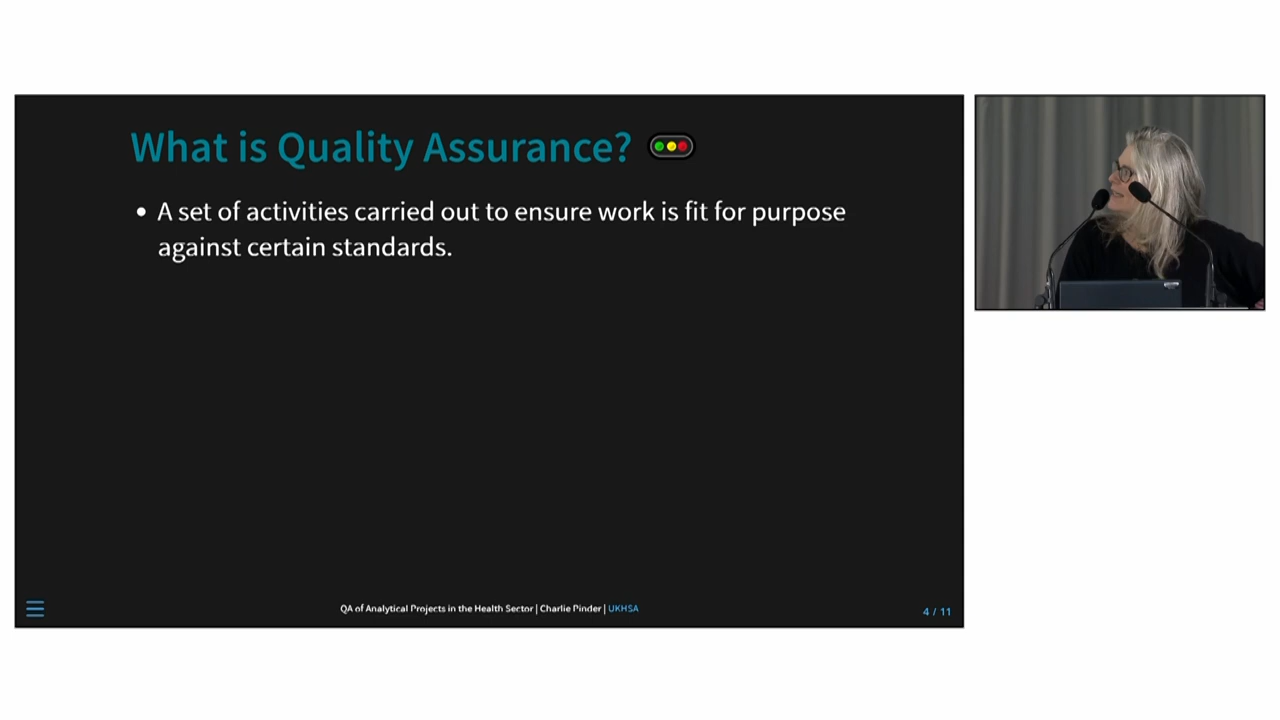 What is Quality Assurance?
• A set of activities carried out to ensure work is fit for purpose
against certain standards.
QA of Analytical Projects in the Health Sector | Charlie Pinder | UKHSA
4 / 11